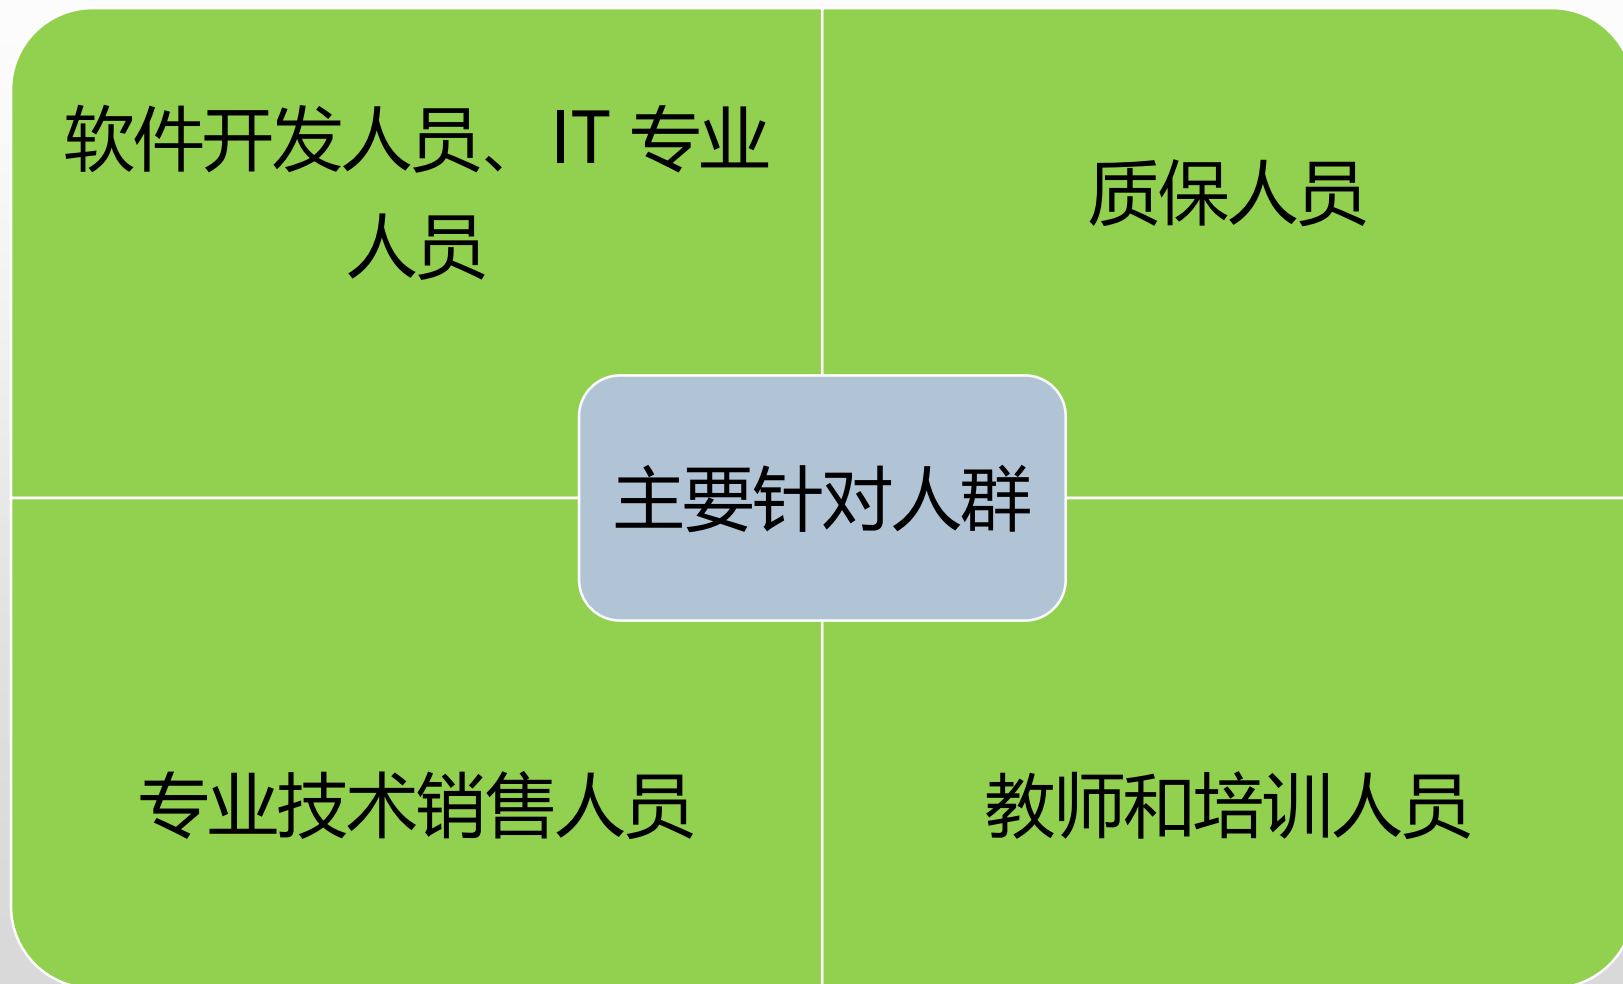 软件开发人员、IT 专业
人员
质保人员
主要针对人群
专业技术销售人员
教师和培训人员